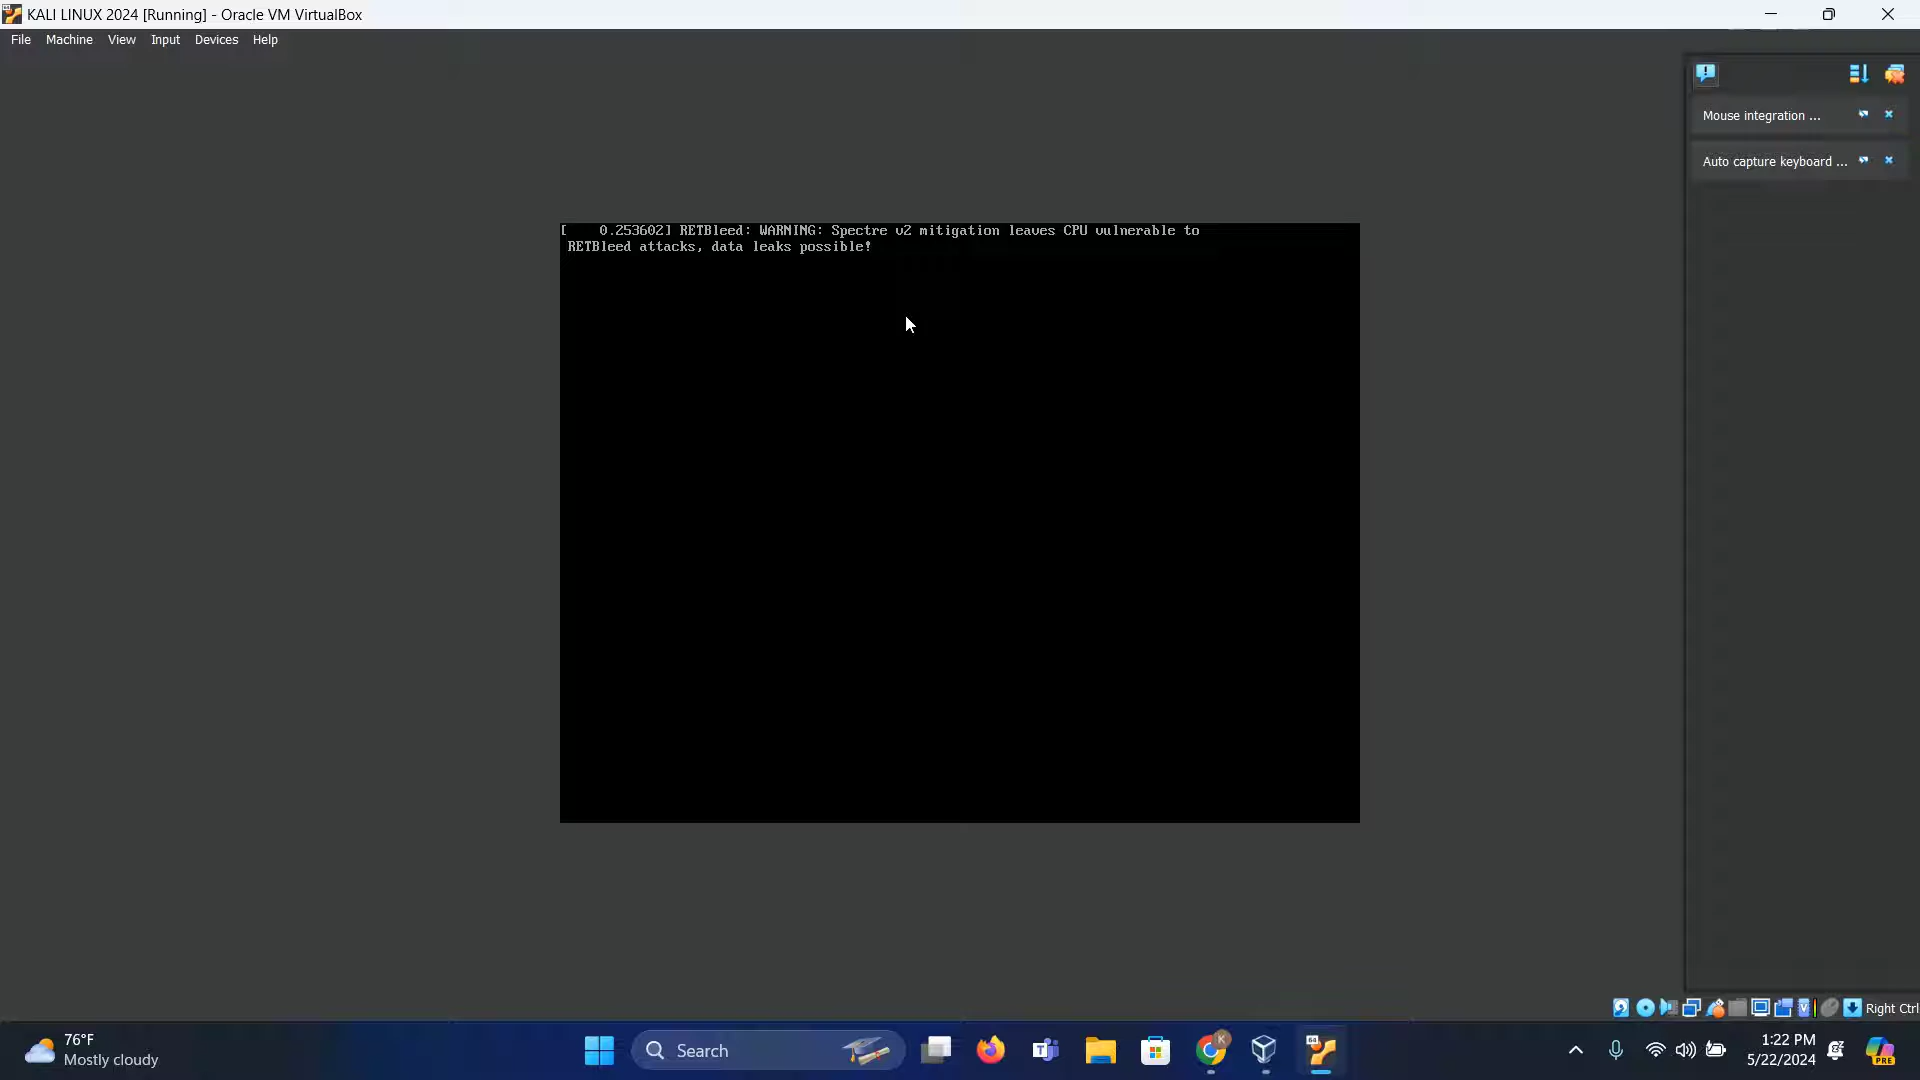 KALI LINUX 2024 [Running] - Oracle VM VirtualBox
File Machine View Input Devices Help
Mouse integration ...
Auto capture keyboard ...
[    0.253602] RETBleed: WARNING: Spectre v2 mitigation leaves CPU vulnerable to
RETBleed attacks, data leaks possible!
Right Ctrl
76°F
Mostly cloudy
Search
1:22 PM
5/22/2024
PRE